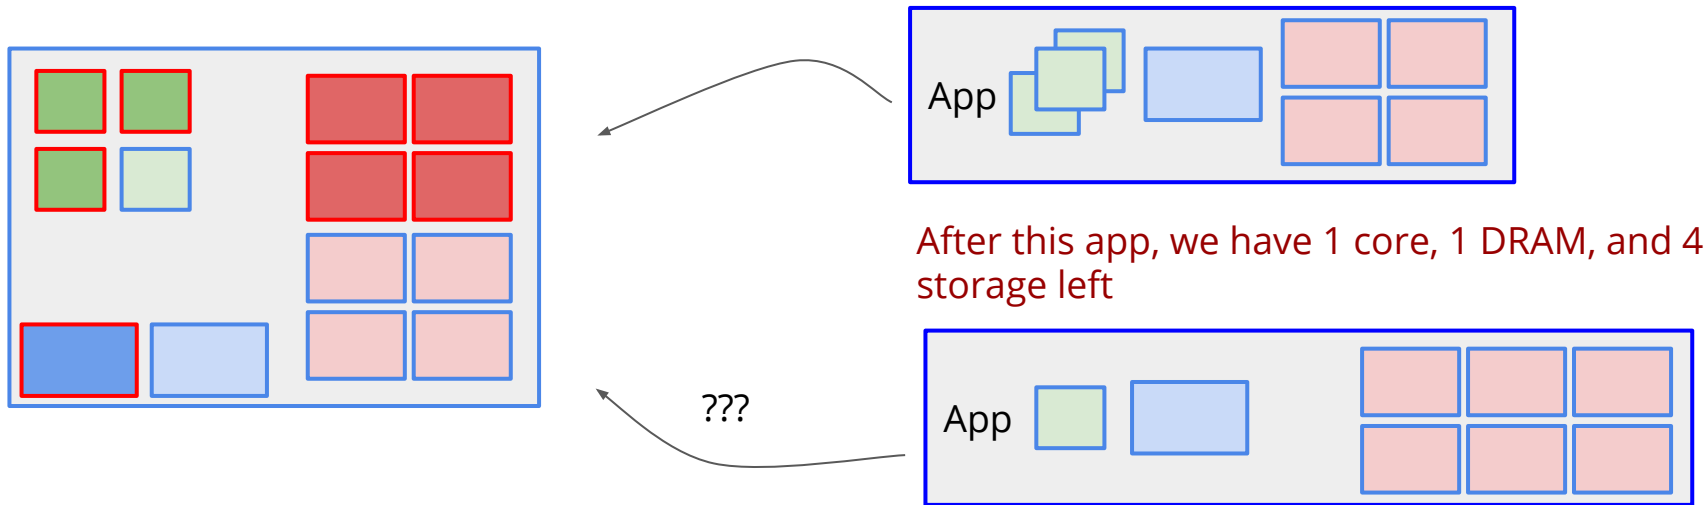 App
After this app, we have 1 core, 1 DRAM, and 4
storage left
???
App